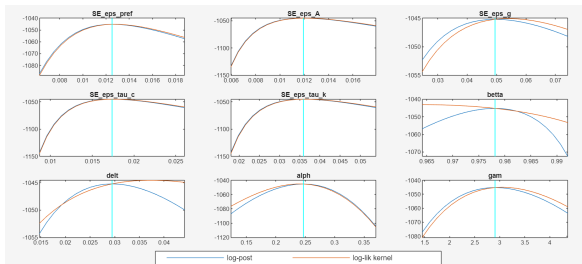 SE_eps_pref
-1040
-1050
-1060
-1070
-1080
0.006 0.008 0.01 0.012 0.014 0.016 0.018
SE_eps_A
-1050
-1100
-1150
0.008 0.01 0.012 0.014 0.016
SE_eps_g
-1045
-1050
-1055
0.03 0.04 0.05 0.06 0.07
SE_eps_tau_c
-1050
-1100
-1150
0.01 0.015 0.02 0.025
SE_eps_tau_k
-1050
-1100
-1150
0.02 0.025 0.03 0.035 0.04 0.045 0.05
betta
-1040
-1050
-1060
-1070
0.965 0.97 0.975 0.98 0.985 0.99
delt
-1045
-1050
-1055
0.015 0.02 0.025 0.03 0.035 0.04
alph
-1040
-1060
-1080
-1100
-1120
0.15 0.2 0.25 0.3 0.35
gam
-1050
-1060
-1070
-1080
1.5 2 2.5 3 3.5 4
log-post log-lik kernel